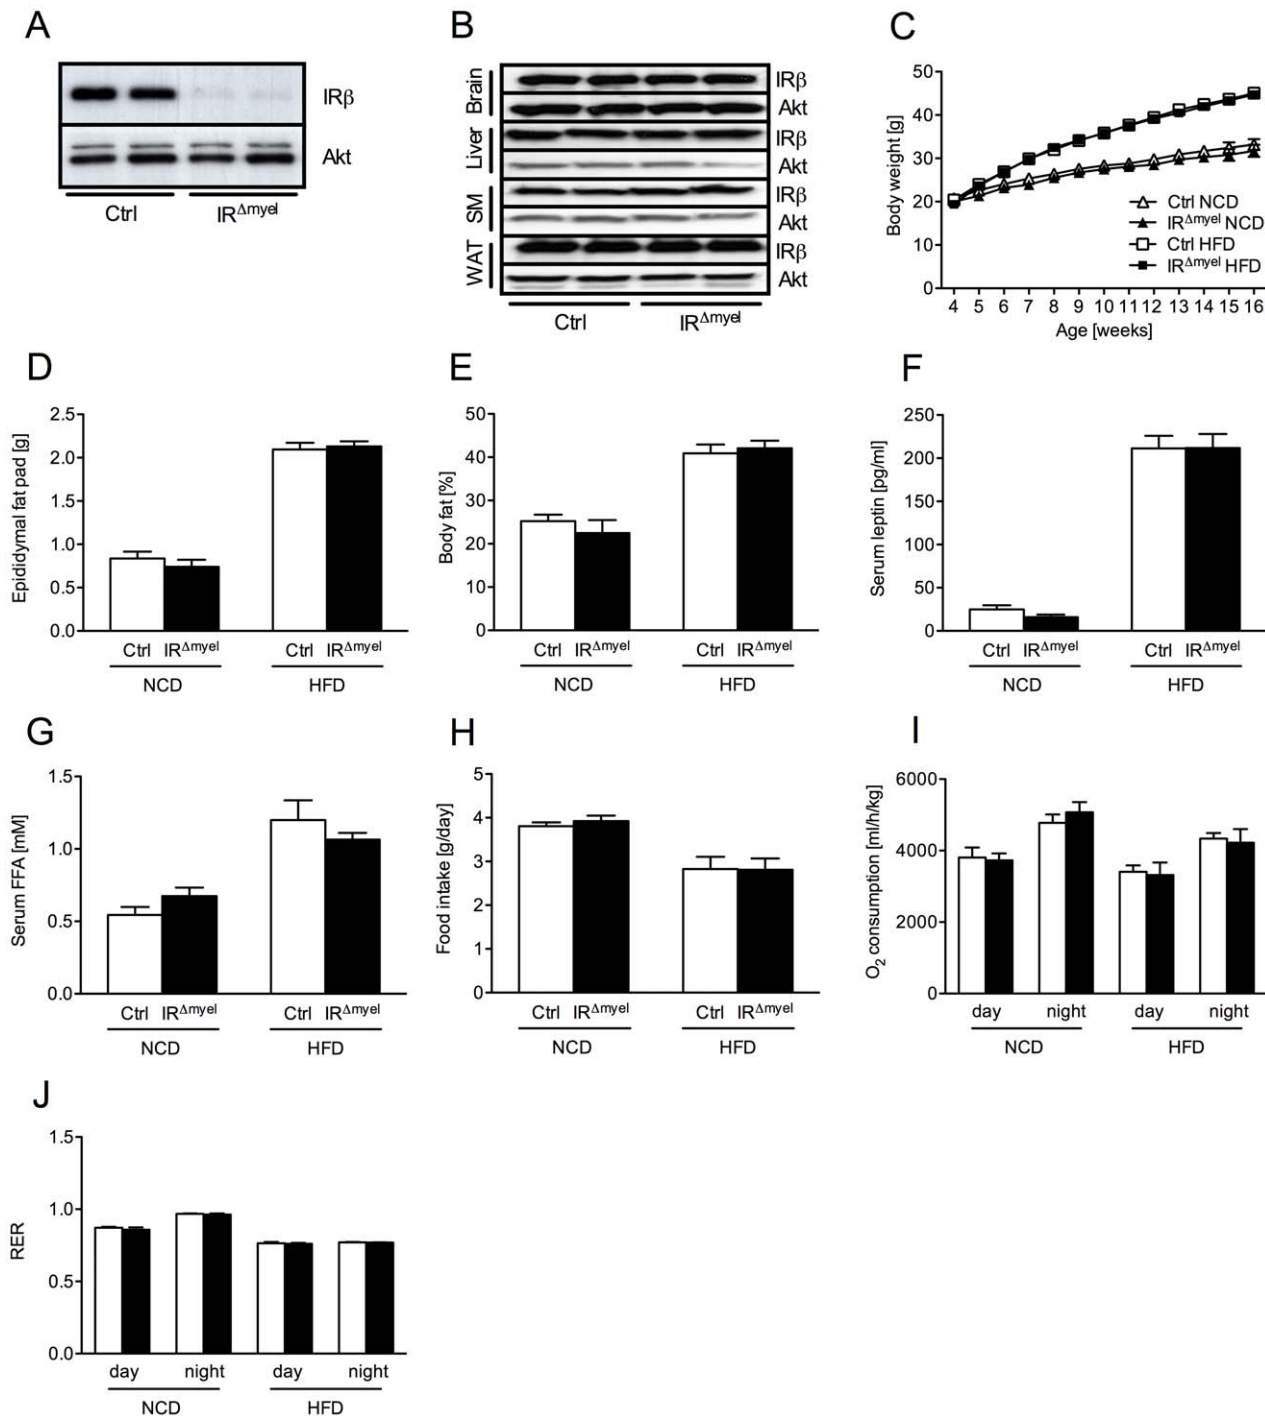 A
IRβ
Akt
Ctrl
IRΔmyel
B
Brain
Liver
SM
WAT
IRβ
Akt
IRβ
Akt
IRβ
Akt
IRβ
Akt
Ctrl
IRΔmyel
C
Body weight [g]
50
40
30
20
10
0
Ctrl NCD
IRΔmyel NCD
Ctrl HFD
IRΔmyel HFD
4 5 6 7 8 9 10 11 12 13 14 15 16
Age [weeks]
D
Epididymal fat pad [g]
2.5
2.0
1.5
1.0
0.5
0.0
Ctrl IRΔmyel Ctrl IRΔmyel
NCD HFD
E
Body fat [%]
50
40
30
20
10
0
Ctrl IRΔmyel Ctrl IRΔmyel
NCD HFD
F
Serum leptin [pg/ml]
250
200
150
100
50
0
Ctrl IRΔmyel Ctrl IRΔmyel
NCD HFD
G
Serum FFA [mM]
1.5
1.0
0.5
0.0
Ctrl IRΔmyel Ctrl IRΔmyel
NCD HFD
H
Food intake [g/day]
5
4
3
2
1
0
Ctrl IRΔmyel Ctrl IRΔmyel
NCD HFD
I
O2 consumption [ml/h/kg]
6000
4000
2000
0
day night day night
NCD HFD
J
RER
1.5
1.0
0.5
0.0
day night day night
NCD HFD